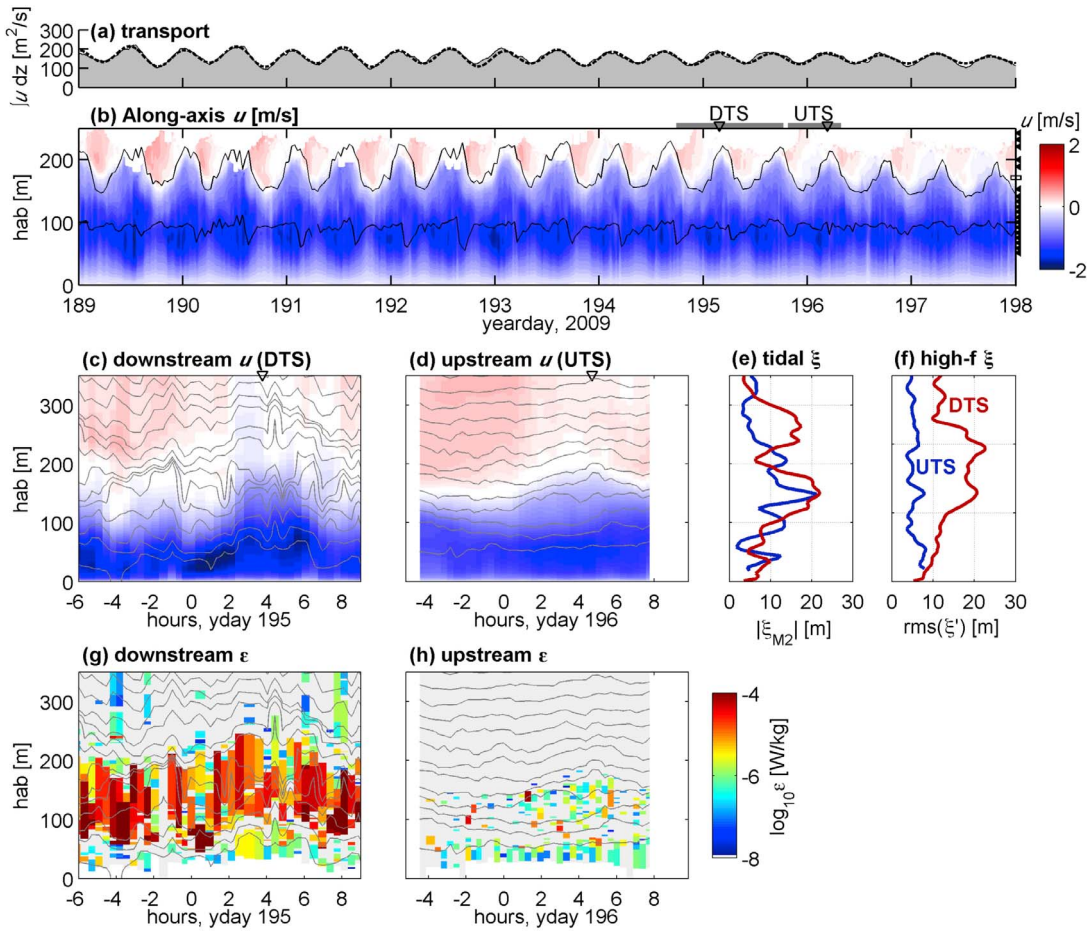 (a) transport
300
200
100
0
∫u dz [m²/s]
(b) Along-axis u [m/s]
DTS
UTS
u [m/s]
200
100
0
hab [m]
2
1
0
-1
-2
189 190 191 192 193 194 195 196 197 198
yearday, 2009
(c) downstream u (DTS)
(d) upstream u (UTS)
(e) tidal ξ
(f) high-f ξ
300
200
100
0
hab [m]
DTS
UTS
-6 -4 -2 0 2 4 6 8
hours, yday 195
-4 -2 0 2 4 6 8
hours, yday 196
0 10 20 30
|ξM2| [m]
0 10 20 30
rms(ξ') [m]
(g) downstream ε
(h) upstream ε
300
200
100
0
hab [m]
-6 -4 -2 0 2 4 6 8
hours, yday 195
-4 -2 0 2 4 6 8
hours, yday 196
-4
-6
-8
log10 ε [W/kg]